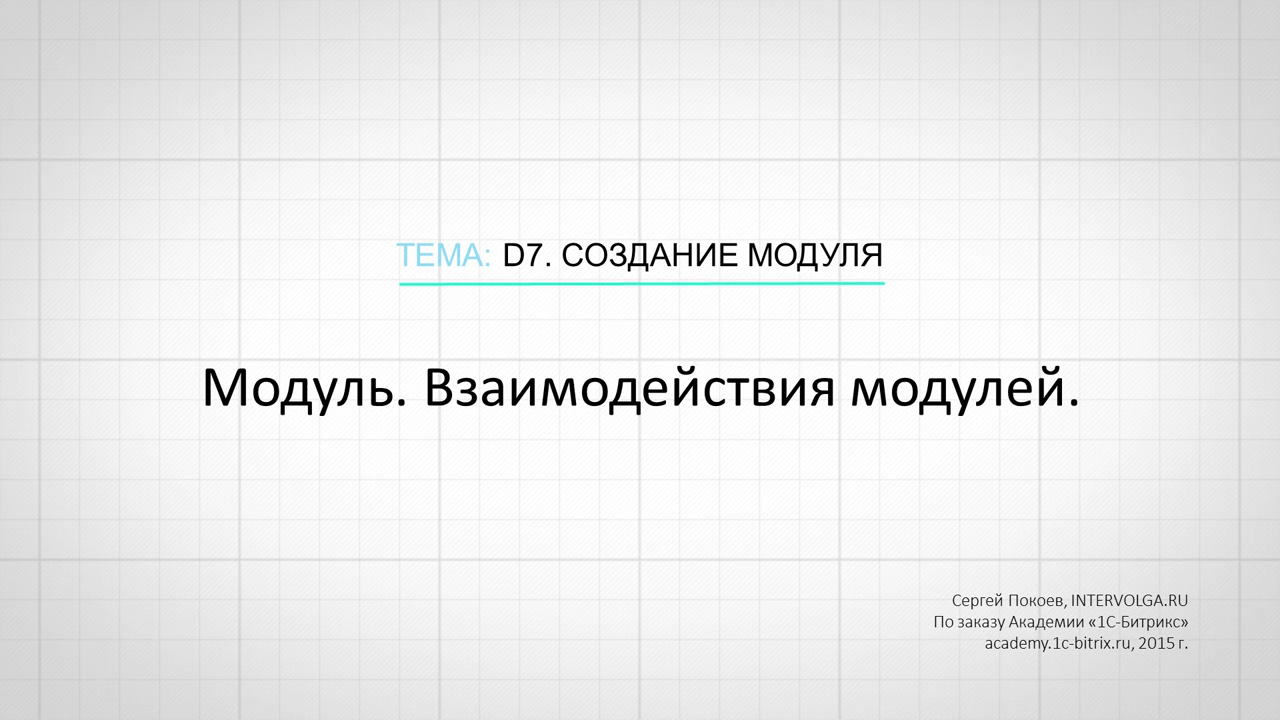 ТЕМА: D7. СОЗДАНИЕ МОДУЛЯ
Модуль. Взаимодействия модулей.
Сергей Покоев, INTERVOLGA.RU
По заказу Академии «1С-Битрикс»
academy.1c-bitrix.ru, 2015 г.